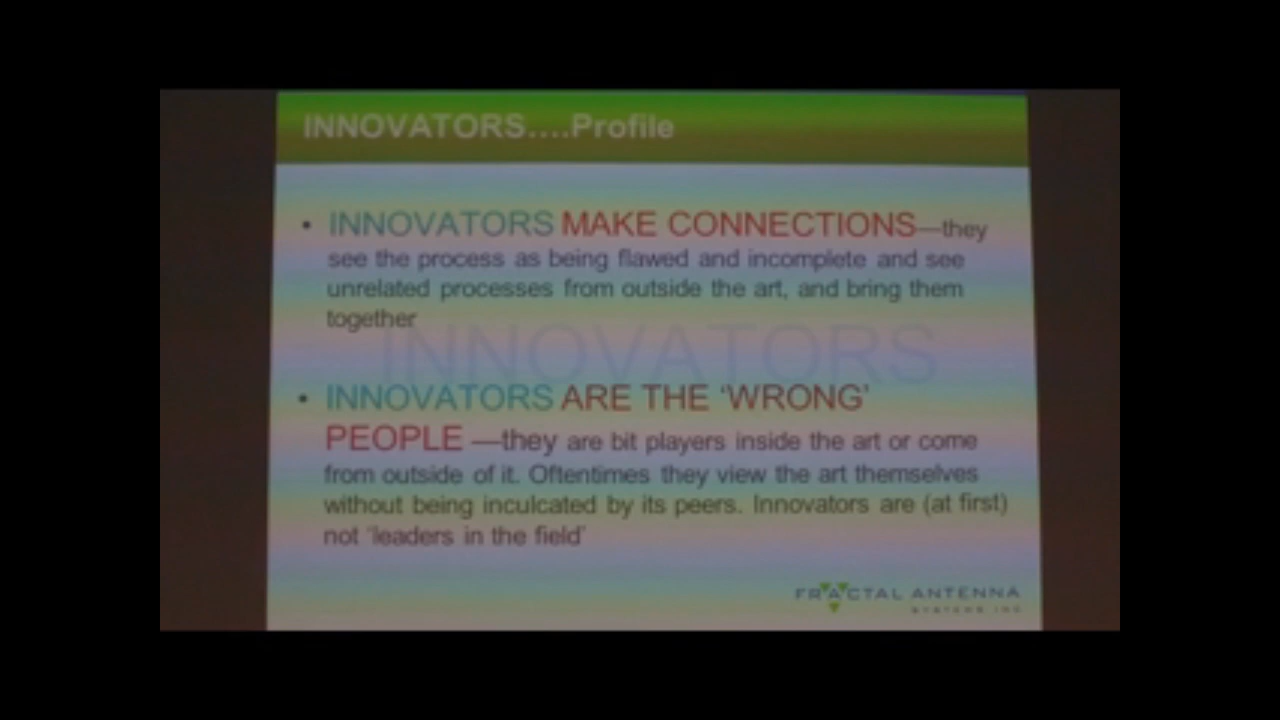 INNOVATORS....Profile
• INNOVATORS MAKE CONNECTIONS—they
see the process as being flawed and incomplete and see
unrelated processes from outside the art, and bring them
together
INNOVATORS
• INNOVATORS ARE THE ‘WRONG’
PEOPLE —they are bit players inside the art or come
from outside of it. Oftentimes they view the art themselves
without being inculcated by its peers. Innovators are (at first)
not ‘leaders in the field’
FRACTAL ANTENNA
SYSTEMS INC